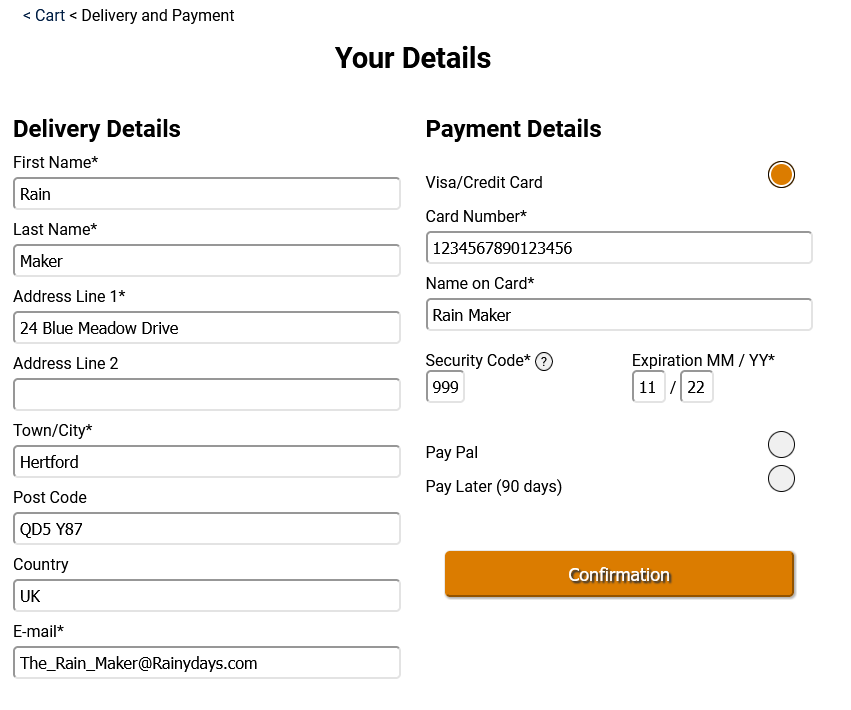 < Cart < Delivery and Payment
Your Details
Delivery Details
First Name*
Rain
Last Name*
Maker
Address Line 1*
24 Blue Meadow Drive
Address Line 2
Town/City*
Hertford
Post Code
QD5 Y87
Country
UK
E-mail*
The_Rain_Maker@Rainydays.com
Payment Details
Visa/Credit Card
Card Number*
1234567890123456
Name on Card*
Rain Maker
Security Code* ? Expiration MM / YY*
999 11 / 22
Pay Pal
Pay Later (90 days)
Confirmation